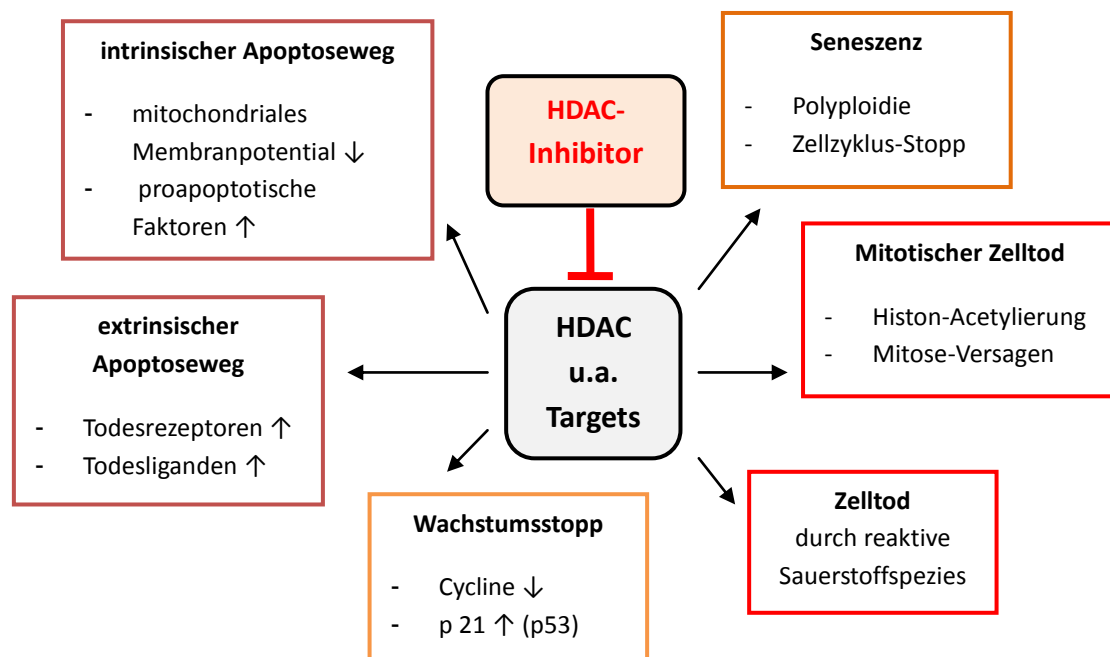 intrinsischer Apoptoseweg
- mitochondriales
Membranpotential ↓
- proapoptotische
Faktoren ↑
HDAC-
Inhibitor
Seneszenz
- Polyploidie
- Zellzyklus-Stopp
extrinsischer
Apoptoseweg
- Todesrezeptoren ↑
- Todesliganden ↑
HDAC
u.a.
Targets
Mitotischer Zelltod
- Histon-Acetylierung
- Mitose-Versagen
Wachstumsstopp
- Cycline ↓
- p 21 ↑ (p53)
Zelltod
durch reaktive
Sauerstoffspezies